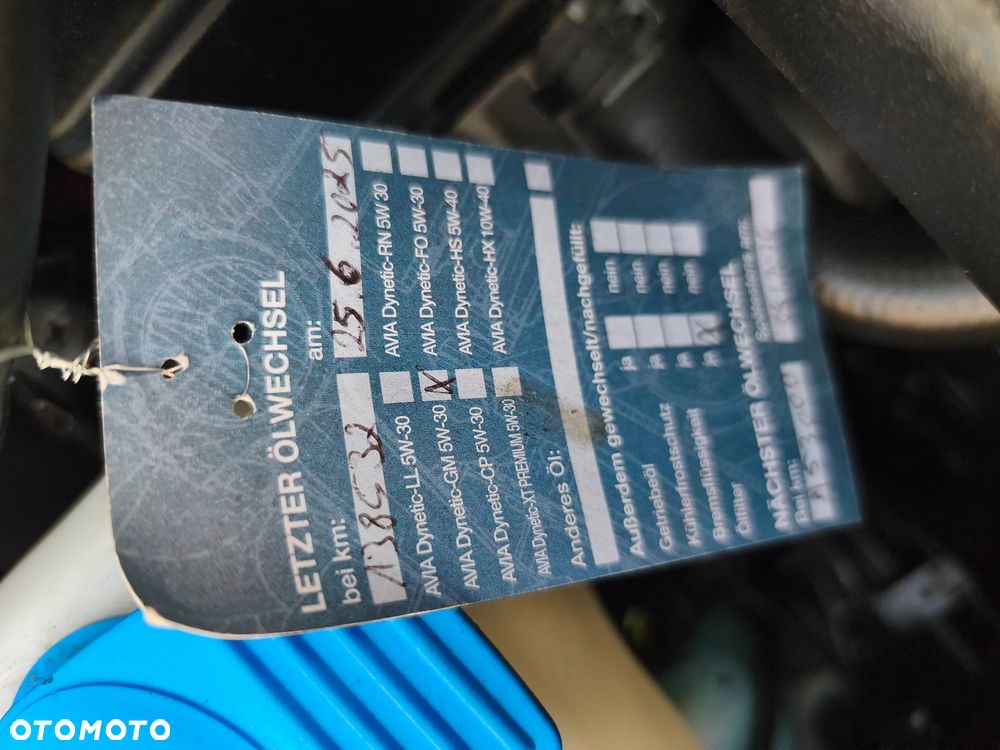 LETZTER ÖLWECHSEL
bei km: am:
25.6.2025
AVIA Dynetic-LL 5W-30 AVIA Dynetic-RN 5W 30
AVIA Dynetic-GM 5W-30 X AVIA Dynetic-FO 5W-30
AVIA Dynetic-CP 5W-30 AVIA Dynetic-HS 5W-40
AVIA Dynetic-XT PREMIUM 5W-30 AVIA Dynetic-HX 10W-40
Anderes Öl:
Außerdem gewechselt/nachgefüllt:
Getriebeöl ja nein
Kühlerfrostschutz ja nein
Bremsflüssigkeit ja nein
Ölfilter ja X nein
NÄCHSTER ÖLWECHSEL
Bei km: Spätestens am:
OTOMOTO